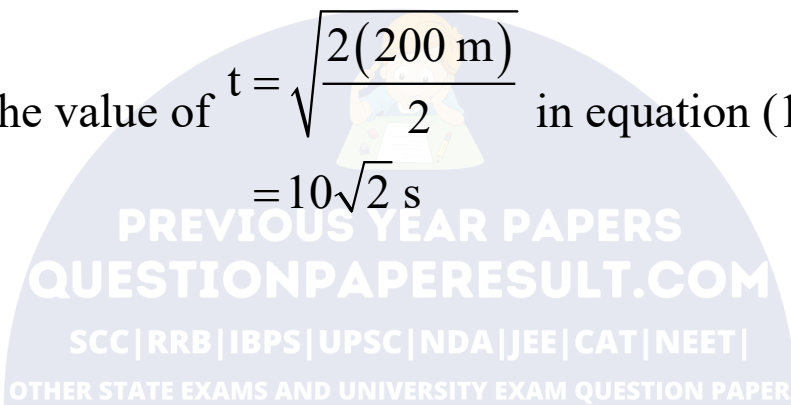 he value of t = √(2(200 m)/2) in equation (1
= 10√2 s
PREVIOUS YEAR PAPERS
QUESTIONPAPERESULT.COM
SCC|RRB|IBPS|UPSC|NDA|JEE|CAT|NEET|
OTHER STATE EXAMS AND UNIVERSITY EXAM QUESTION PAPER